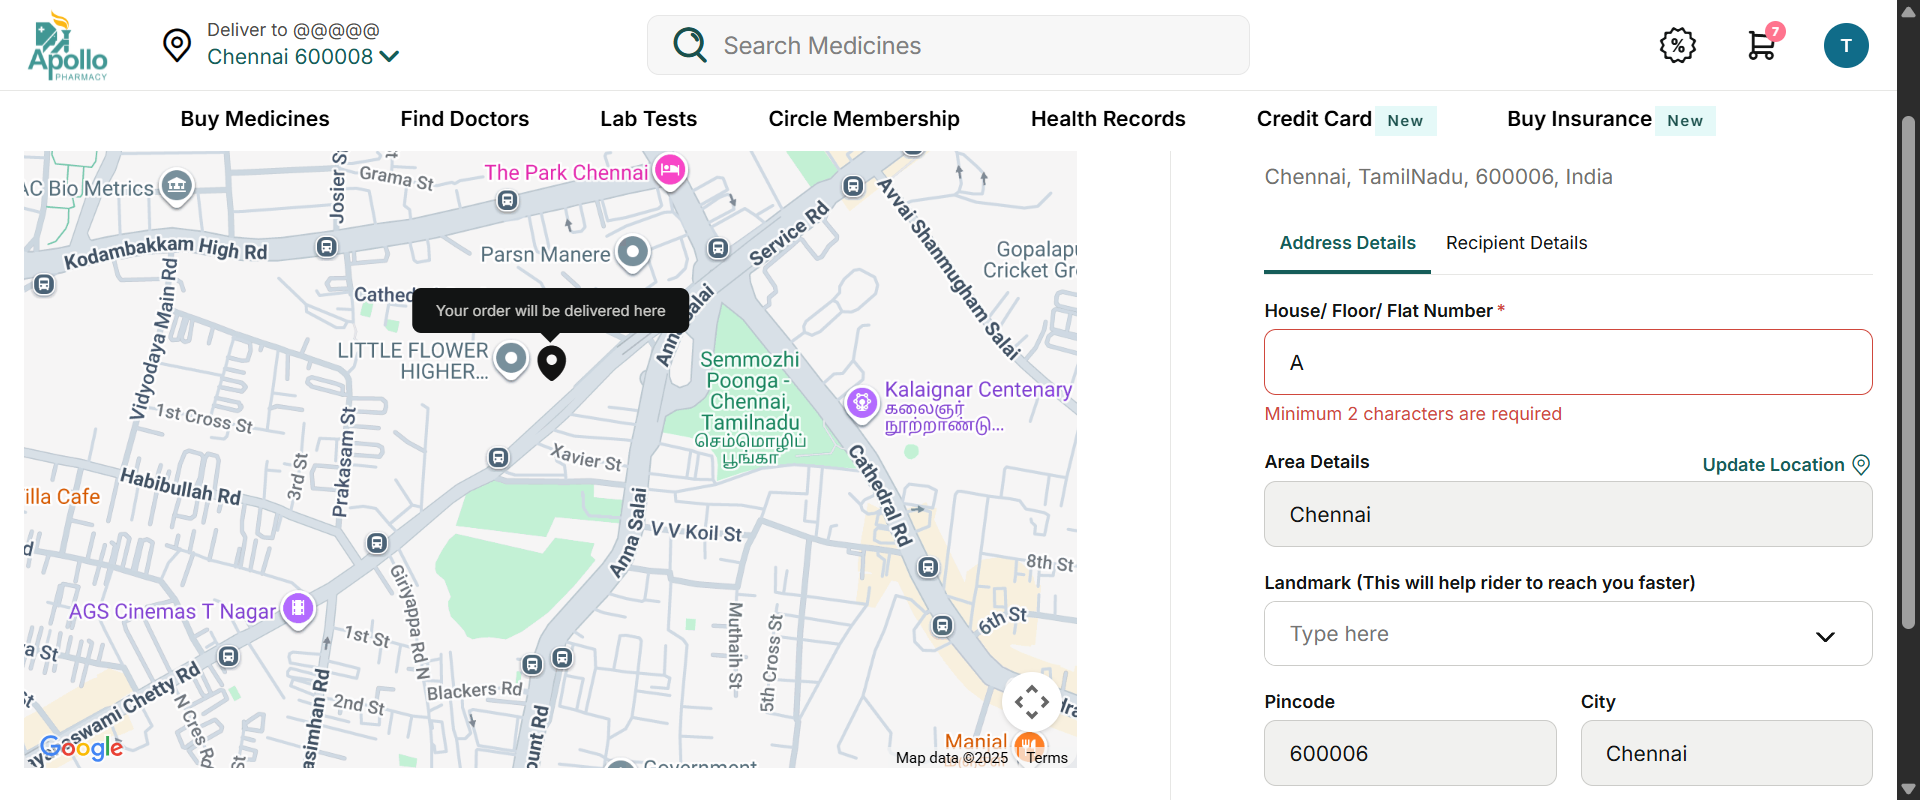 Apollo
PHARMACY
Deliver to @@@@@
Chennai 600008
Search Medicines
%
7
T
Buy Medicines
Find Doctors
Lab Tests
Circle Membership
Health Records
Credit Card New
Buy Insurance New
AC Bio Metrics
Josier S
Grama St
The Park Chennai
Kodambakkam High Rd
Parsn Manere
Service Rd
Avvai Shanmugham Salai
Gopalapu
Cricket Gr
Cathed
Your order will be delivered here
Anna Salai
Vidyodaya Main Rd
LITTLE FLOWER
HIGHER...
Semmozhi
Poonga -
Chennai,
Tamilnadu
செம்மொழிப்
பூங்கா
Kalaignar Centenary
கலைஞர்
நூற்றாண்டு...
1st Cross St
Prakasam St
3rd St
Xavier St
Cathedral Rd
illa Cafe
Habibullah Rd
Anna Salai
V V Koil St
8th St
Giriyappa Rd N
AGS Cinemas T Nagar
1st St
Muthaih St
5th Cross St
6th St
a St
Blackers Rd
2nd St
asimhan Rd
N Cres Rd
aswami Chetty Rd
ount Rd
Google
Government
Manjal
Map data ©2025
Terms
Chennai, TamilNadu, 600006, India
Address Details
Recipient Details
House/ Floor/ Flat Number *
A
Minimum 2 characters are required
Area Details
Update Location
Chennai
Landmark (This will help rider to reach you faster)
Type here
Pincode
City
600006
Chennai